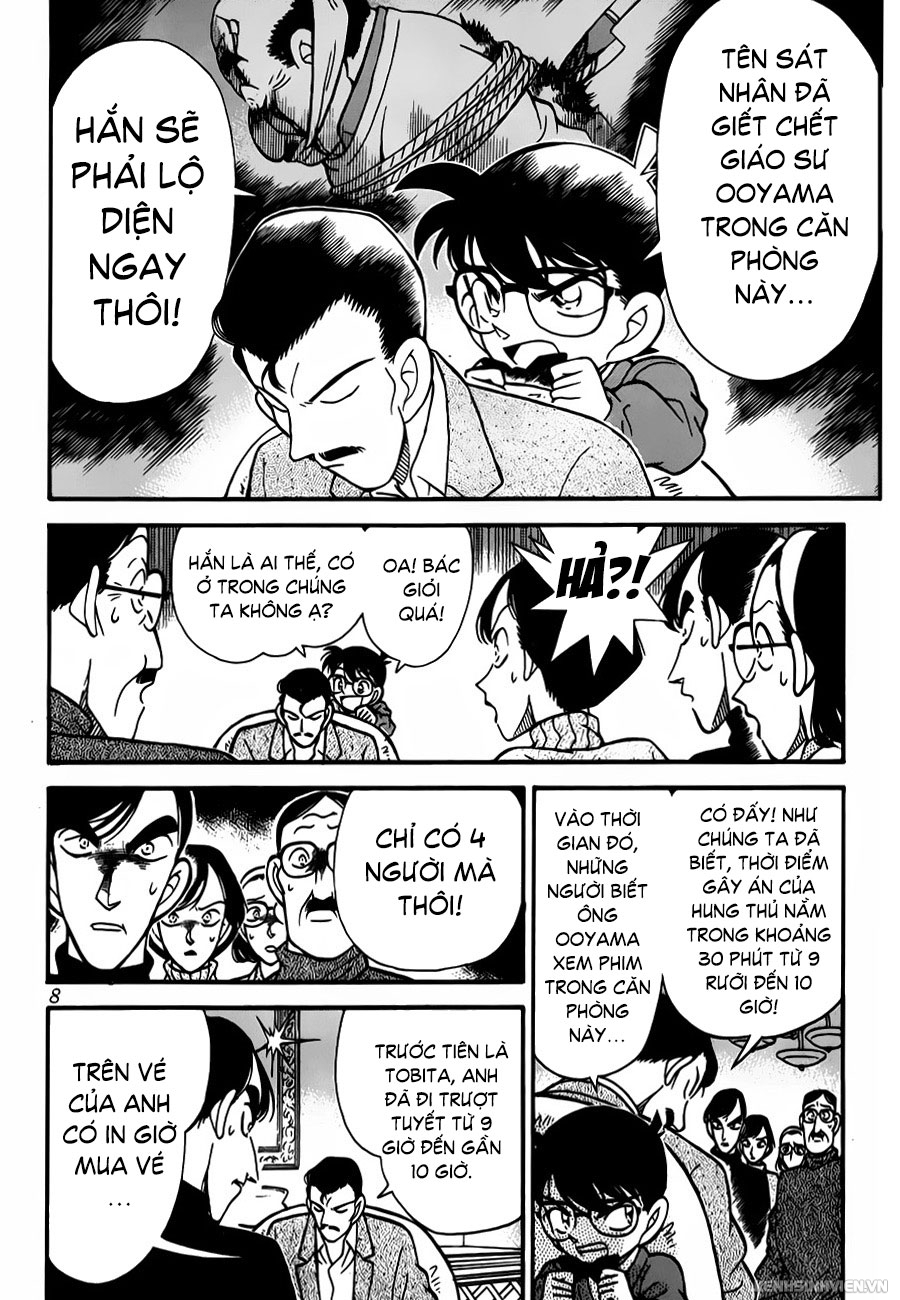 TÊN SÁT
NHÂN ĐÃ
GIẾT CHẾT
GIÁO SƯ
OOYAMA
TRONG CĂN
PHÒNG
NÀY...
HẮN SẼ
PHẢI LỘ
DIỆN
NGAY
THÔI!
HẢ?!
OA! BÁC
GIỎI
QUÁ!
HẮN LÀ AI THẾ, CÓ
Ở TRONG CHÚNG
TA KHÔNG Ạ?
CÓ ĐẤY! NHƯ
CHÚNG TA ĐÃ
BIẾT, THỜI ĐIỂM
GÂY ÁN CỦA
HUNG THỦ NẰM
TRONG KHOẢNG
30 PHÚT TỪ 9
RƯỠI ĐẾN 10
GIỜ!
VÀO THỜI
GIAN ĐÓ,
NHỮNG
NGƯỜI BIẾT
ÔNG
OOYAMA
XEM PHIM
TRONG CĂN
PHÒNG
NÀY...
CHỈ CÓ 4
NGƯỜI MÀ
THÔI!
8
TRƯỚC TIÊN LÀ
TOBITA, ANH
ĐÃ ĐI TRƯỢT
TUYẾT TỪ 9
GIỜ ĐẾN GẦN
10 GIỜ.
TRÊN VÉ
CỦA ANH
CÓ IN GIỜ
MUA VÉ
...